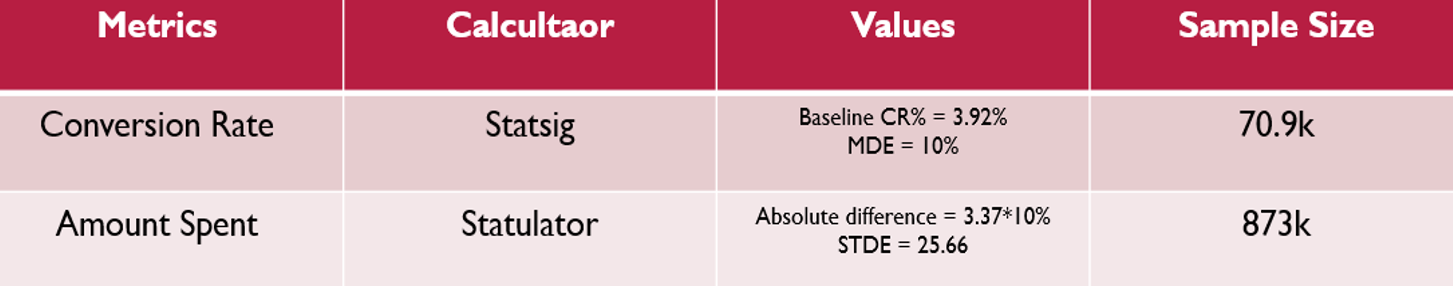 Metrics Calcultaor Values Sample Size
Conversion Rate Statsig Baseline CR% = 3.92% 70.9k
MDE = 10%
Amount Spent Statulator Absolute difference = 3.37*10% 873k
STDE = 25.66